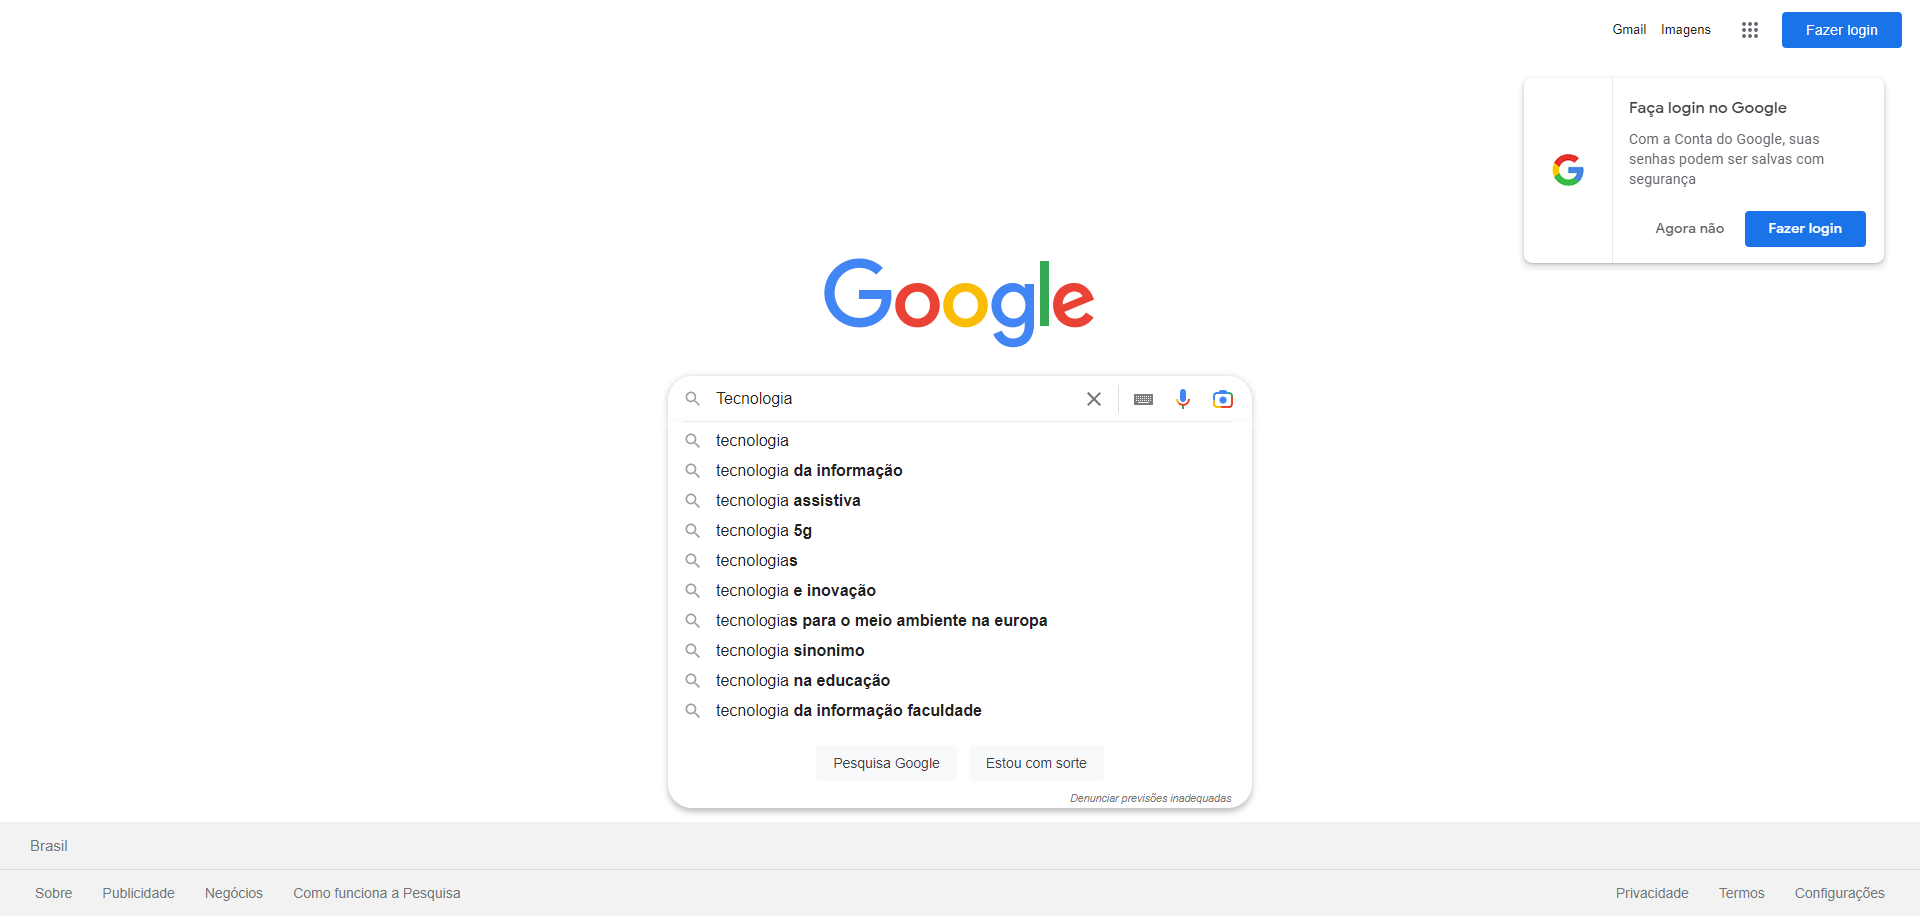 Gmail Imagens Fazer login
Faça login no Google
Com a Conta do Google, suas
senhas podem ser salvas com
segurança
Agora não Fazer login
Google
Tecnologia
tecnologia
tecnologia da informação
tecnologia assistiva
tecnologia 5g
tecnologias
tecnologia e inovação
tecnologias para o meio ambiente na europa
tecnologia sinonimo
tecnologia na educação
tecnologia da informação faculdade
Pesquisa Google Estou com sorte
Denunciar previsões inadequadas
Brasil
Sobre Publicidade Negócios Como funciona a Pesquisa Privacidade Termos Configurações